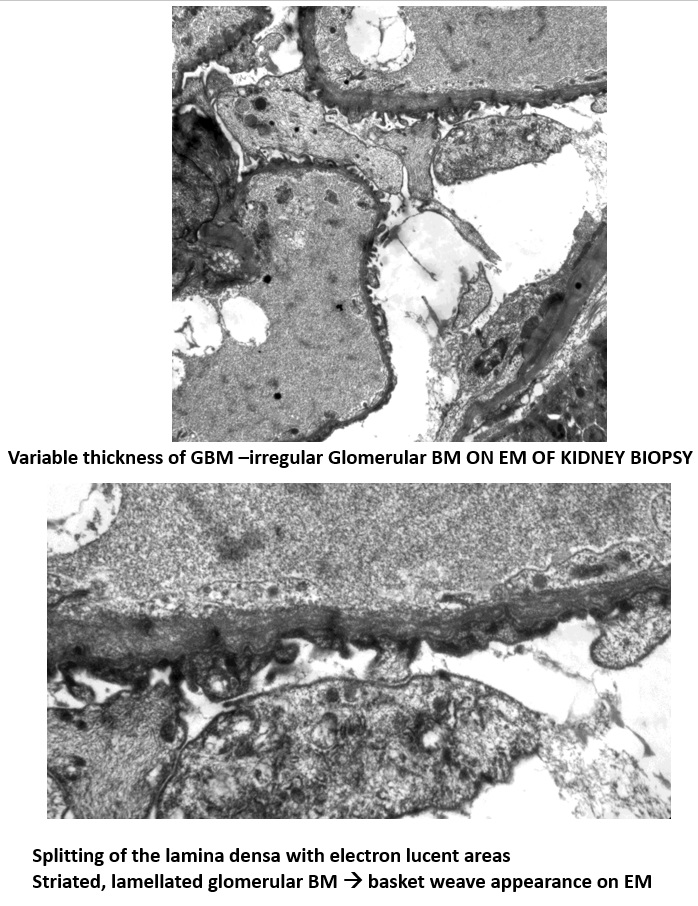 Variable thickness of GBM –irregular Glomerular BM ON EM OF KIDNEY BIOPSY
Splitting of the lamina densa with electron lucent areas
Striated, lamellated glomerular BM → basket weave appearance on EM